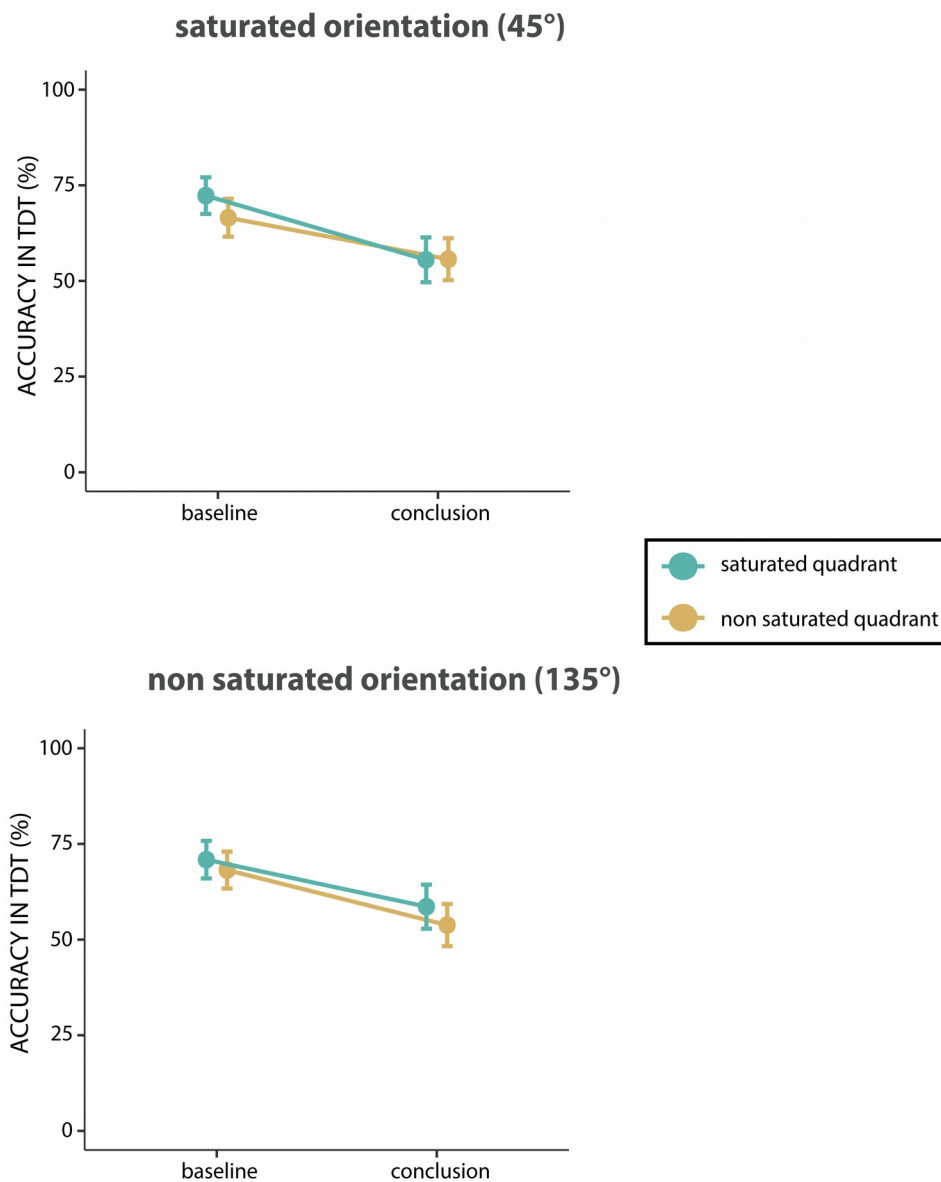 saturated orientation (45°)
ACCURACY IN TDT (%)
100
75
50
25
0
baseline conclusion
saturated quadrant
non saturated quadrant
non saturated orientation (135°)
ACCURACY IN TDT (%)
100
75
50
25
0
baseline conclusion